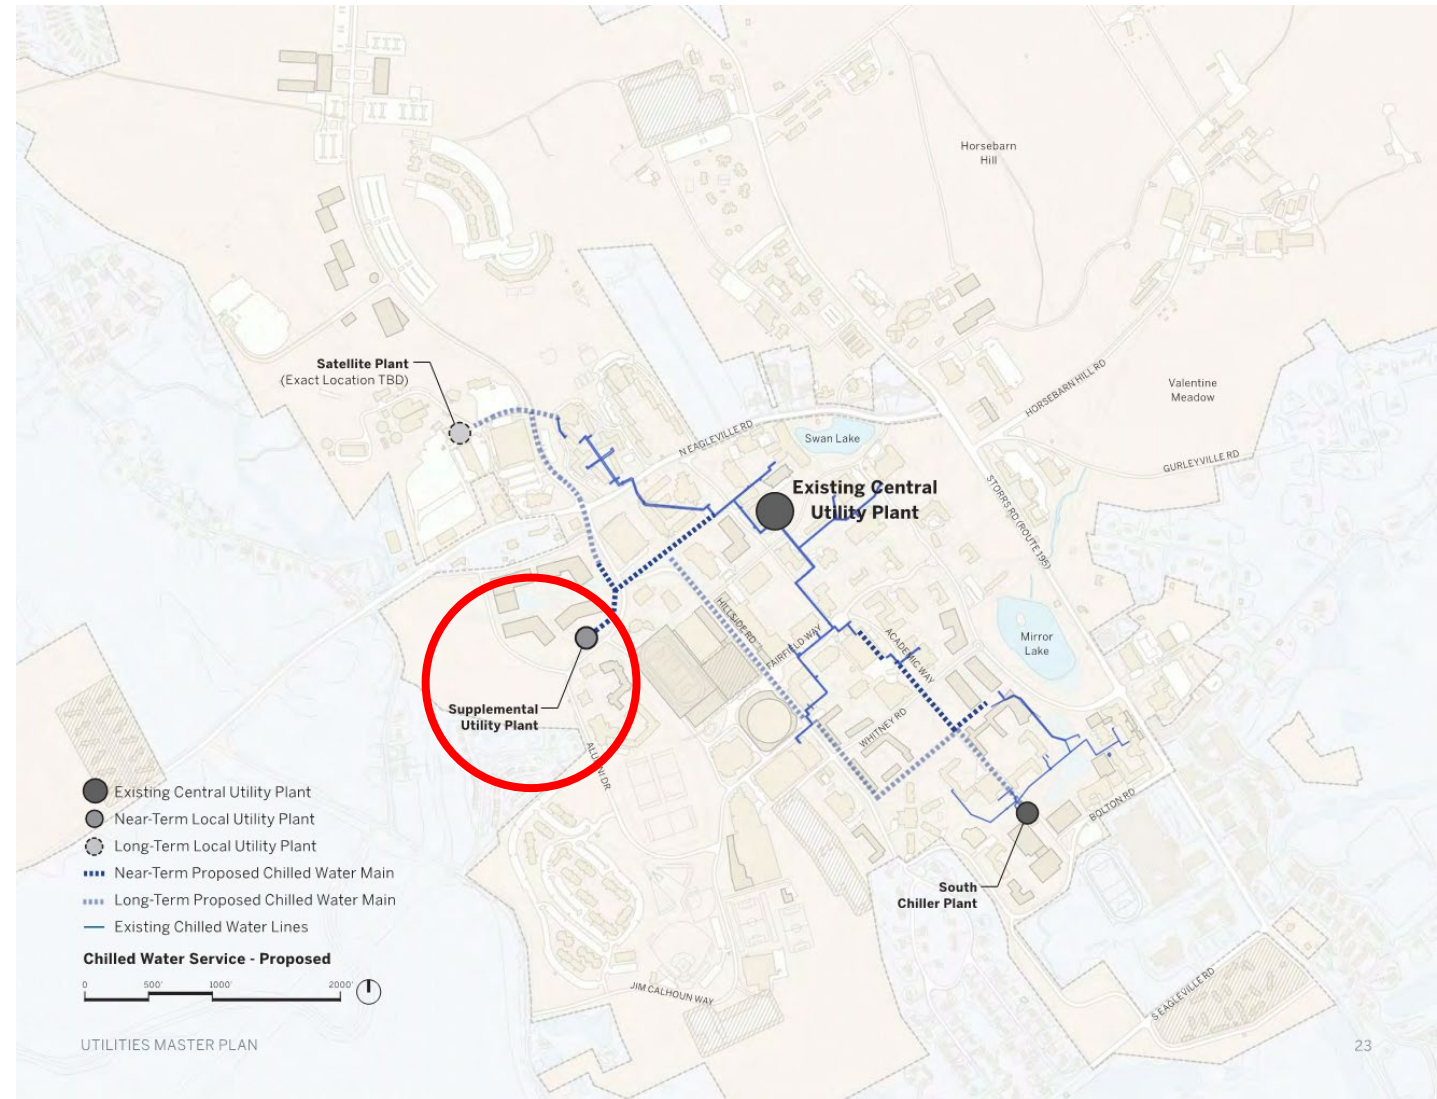 Horsebarn
Hill
Satellite Plant
(Exact Location TBD)
HORSEBARN HILL RD
Valentine
Meadow
N EAGLEVILLE RD
Swan Lake
GURLEYVILLE RD
Existing Central
Utility Plant
STORRS RD (ROUTE 195)
HILLSIDE RD
FAIRFIELD WAY
ACADEMIC WAY
Mirror
Lake
Supplemental
Utility Plant
WHITNEY RD
ALUMNI DR
BOLTON RD
South
Chiller Plant
JIM CALHOUN WAY
S EAGLEVILLE RD
Existing Central Utility Plant
Near-Term Local Utility Plant
Long-Term Local Utility Plant
Near-Term Proposed Chilled Water Main
Long-Term Proposed Chilled Water Main
Existing Chilled Water Lines
Chilled Water Service - Proposed
0 500' 1000' 2000'
UTILITIES MASTER PLAN
23